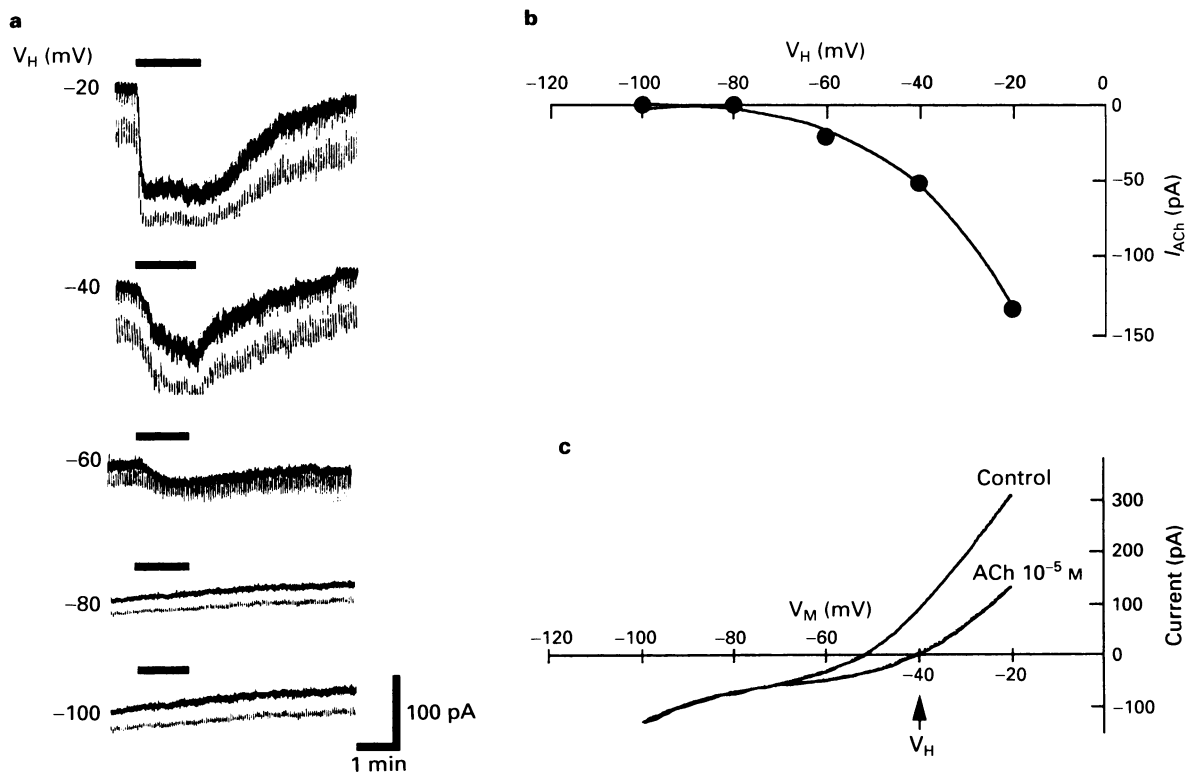 a
V_H (mV)
−20
−40
−60
−80
−100
100 pA
1 min
b
V_H (mV)
−120 −100 −80 −60 −40 −20 0
0
−50
−100
−150
I_ACh (pA)
c
Control
ACh 10⁻⁵ M
V_M (mV)
−120 −100 −80 −60
−40 −20
300
200
100
0
−100
Current (pA)
V_H